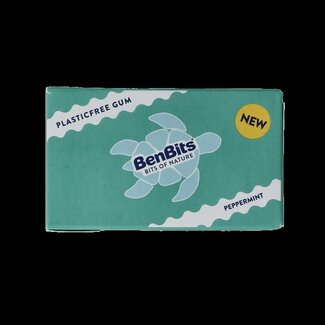 PLASTICFREE GUM
NEW
BenBits
BITS OF NATURE
PEPPERMINT